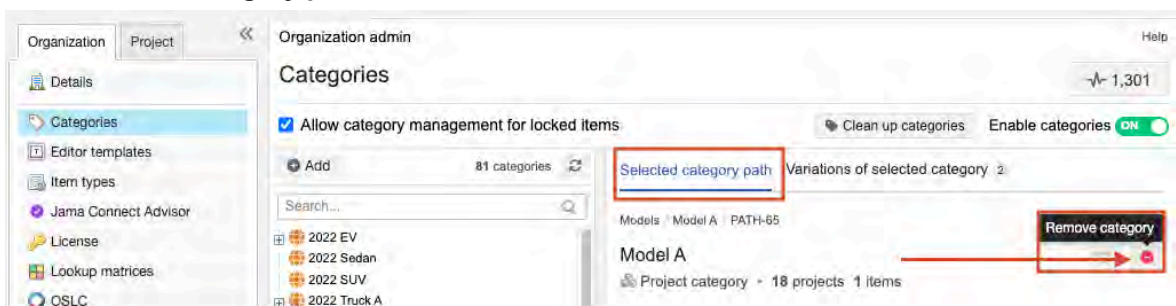 Organization Project
Organization admin
Help
Categories
1,301
Details
Categories
Editor templates
Item types
Jama Connect Advisor
License
Lookup matrices
OSLC
Allow category management for locked items
Clean up categories
Enable categories ON
Add
81 categories
Search...
2022 EV
2022 Sedan
2022 SUV
2022 Truck A
Selected category path
Variations of selected category 2
Models Model A PATH-65
Remove category
Model A
Project category • 18 projects 1 items